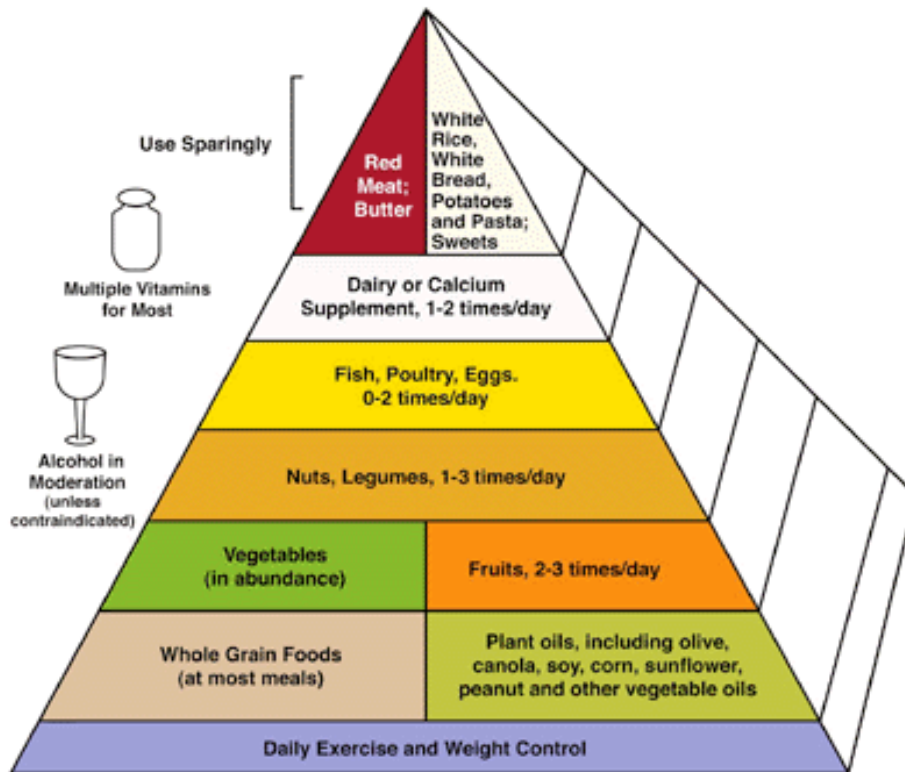 Use Sparingly
Red
Meat;
Butter
White
Rice,
White
Bread,
Potatoes
and Pasta;
Sweets
Multiple Vitamins
for Most
Dairy or Calcium
Supplement, 1-2 times/day
Fish, Poultry, Eggs.
0-2 times/day
Alcohol in
Moderation
(unless
contraindicated)
Nuts, Legumes, 1-3 times/day
Vegetables
(in abundance)
Fruits, 2-3 times/day
Whole Grain Foods
(at most meals)
Plant oils, including olive,
canola, soy, corn, sunflower,
peanut and other vegetable oils
Daily Exercise and Weight Control